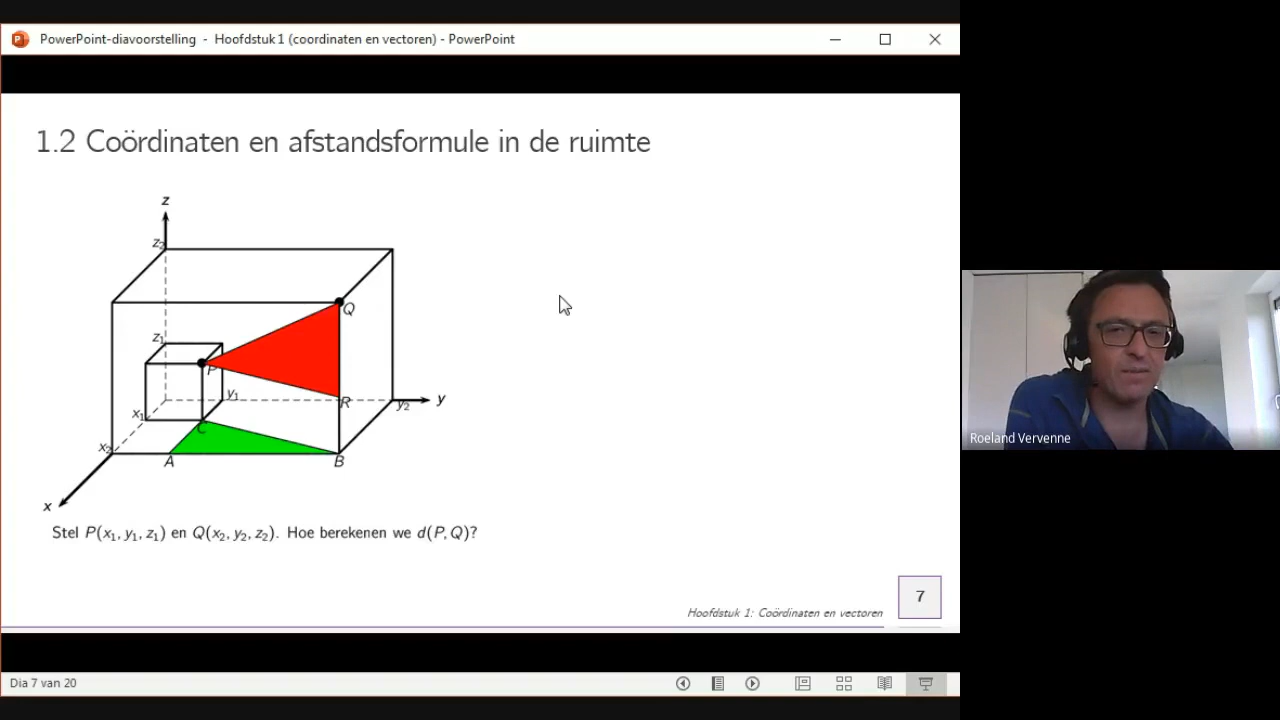 PowerPoint-diavoorstelling - Hoofdstuk 1 (coordinaten en vectoren) - PowerPoint
1.2 Coördinaten en afstandsformule in de ruimte
z
z₂
Q
z₁
P
y₁
R
y₂
y
x₁
C
x₂
A
B
x
Stel P(x₁, y₁, z₁) en Q(x₂, y₂, z₂). Hoe berekenen we d(P, Q)?
Roeland Vervenne
7
Hoofdstuk 1: Coördinaten en vectoren
Dia 7 van 20